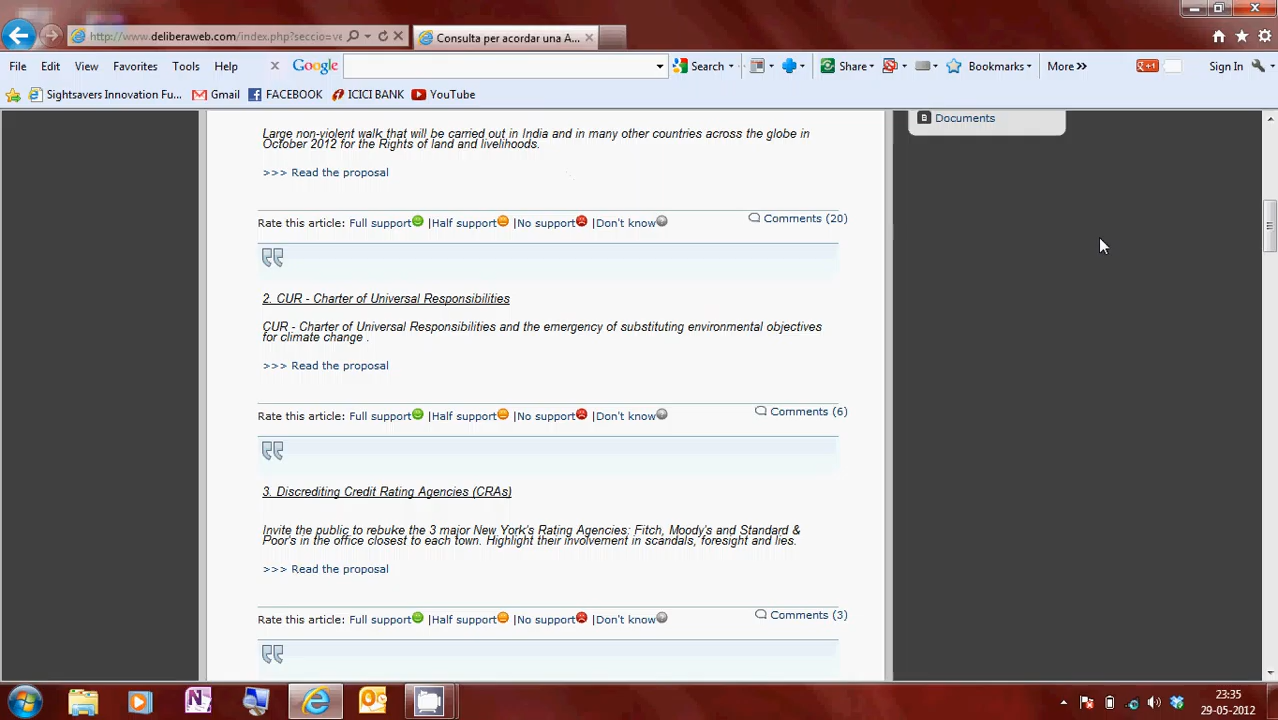 http://www.deliberaweb.com/index.php?seccio=ve
Consulta per acordar una A...
File Edit View Favorites Tools Help
Google
Search
Share
Bookmarks
More »
+1
Sign In
Sightsavers Innovation Fu...
Gmail
FACEBOOK
ICICI BANK
YouTube
Documents
Large non-violent walk that will be carried out in India and in many other countries across the globe in
October 2012 for the Rights of land and livelihoods.
>>> Read the proposal
Rate this article: Full support |Half support |No support |Don't know
Comments (20)
2. CUR - Charter of Universal Responsibilities
CUR - Charter of Universal Responsibilities and the emergency of substituting environmental objectives
for climate change .
>>> Read the proposal
Rate this article: Full support |Half support |No support |Don't know
Comments (6)
3. Discrediting Credit Rating Agencies (CRAs)
Invite the public to rebuke the 3 major New York's Rating Agencies: Fitch, Moody's and Standard &
Poor's in the office closest to each town. Highlight their involvement in scandals, foresight and lies.
>>> Read the proposal
Rate this article: Full support |Half support |No support |Don't know
Comments (3)
23:35
29-05-2012